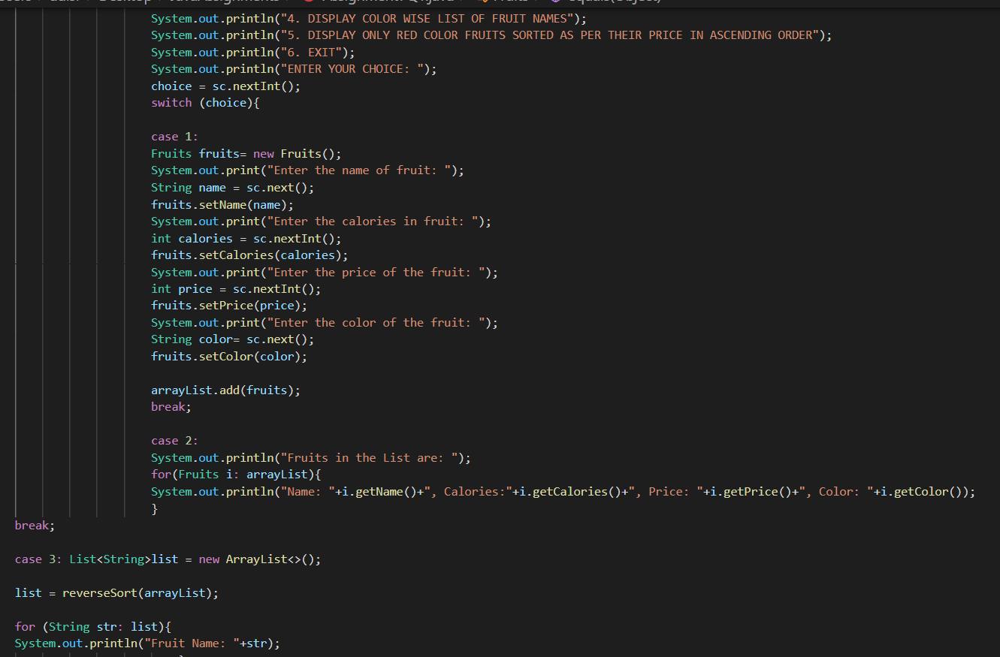 System.out.println("4. DISPLAY COLOR WISE LIST OF FRUIT NAMES");
System.out.println("5. DISPLAY ONLY RED COLOR FRUITS SORTED AS PER THEIR PRICE IN ASCENDING ORDER");
System.out.println("6. EXIT");
System.out.println("ENTER YOUR CHOICE: ");
choice = sc.nextInt();
switch (choice){
case 1:
Fruits fruits= new Fruits();
System.out.print("Enter the name of fruit: ");
String name = sc.next();
fruits.setName(name);
System.out.print("Enter the calories in fruit: ");
int calories = sc.nextInt();
fruits.setCalories(calories);
System.out.print("Enter the price of the fruit: ");
int price = sc.nextInt();
fruits.setPrice(price);
System.out.print("Enter the color of the fruit: ");
String color= sc.next();
fruits.setColor(color);
arrayList.add(fruits);
break;
case 2:
System.out.println("Fruits in the List are: ");
for(Fruits i: arrayList){
System.out.println("Name: "+i.getName()+", Calories:"+i.getCalories()+", Price: "+i.getPrice()+", Color: "+i.getColor());
}
break;
case 3: List<String>list = new ArrayList<>();
list = reverseSort(arrayList);
for (String str: list){
System.out.println("Fruit Name: "+str);